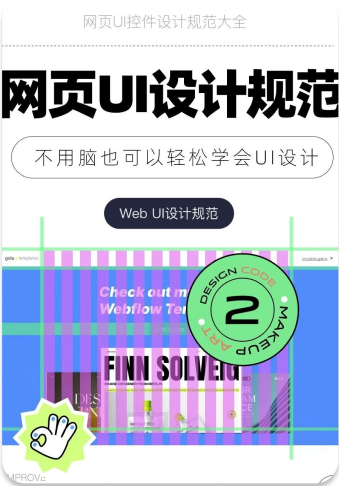 网页UI控件设计规范大全
网页UI设计规范
不用脑也可以轻松学会UI设计
Web UI设计规范
Check out m
Webflow Te
DESIGN CODE
2
MAKEUP ART
FINN SOLVEIG
DES
IMPROVE